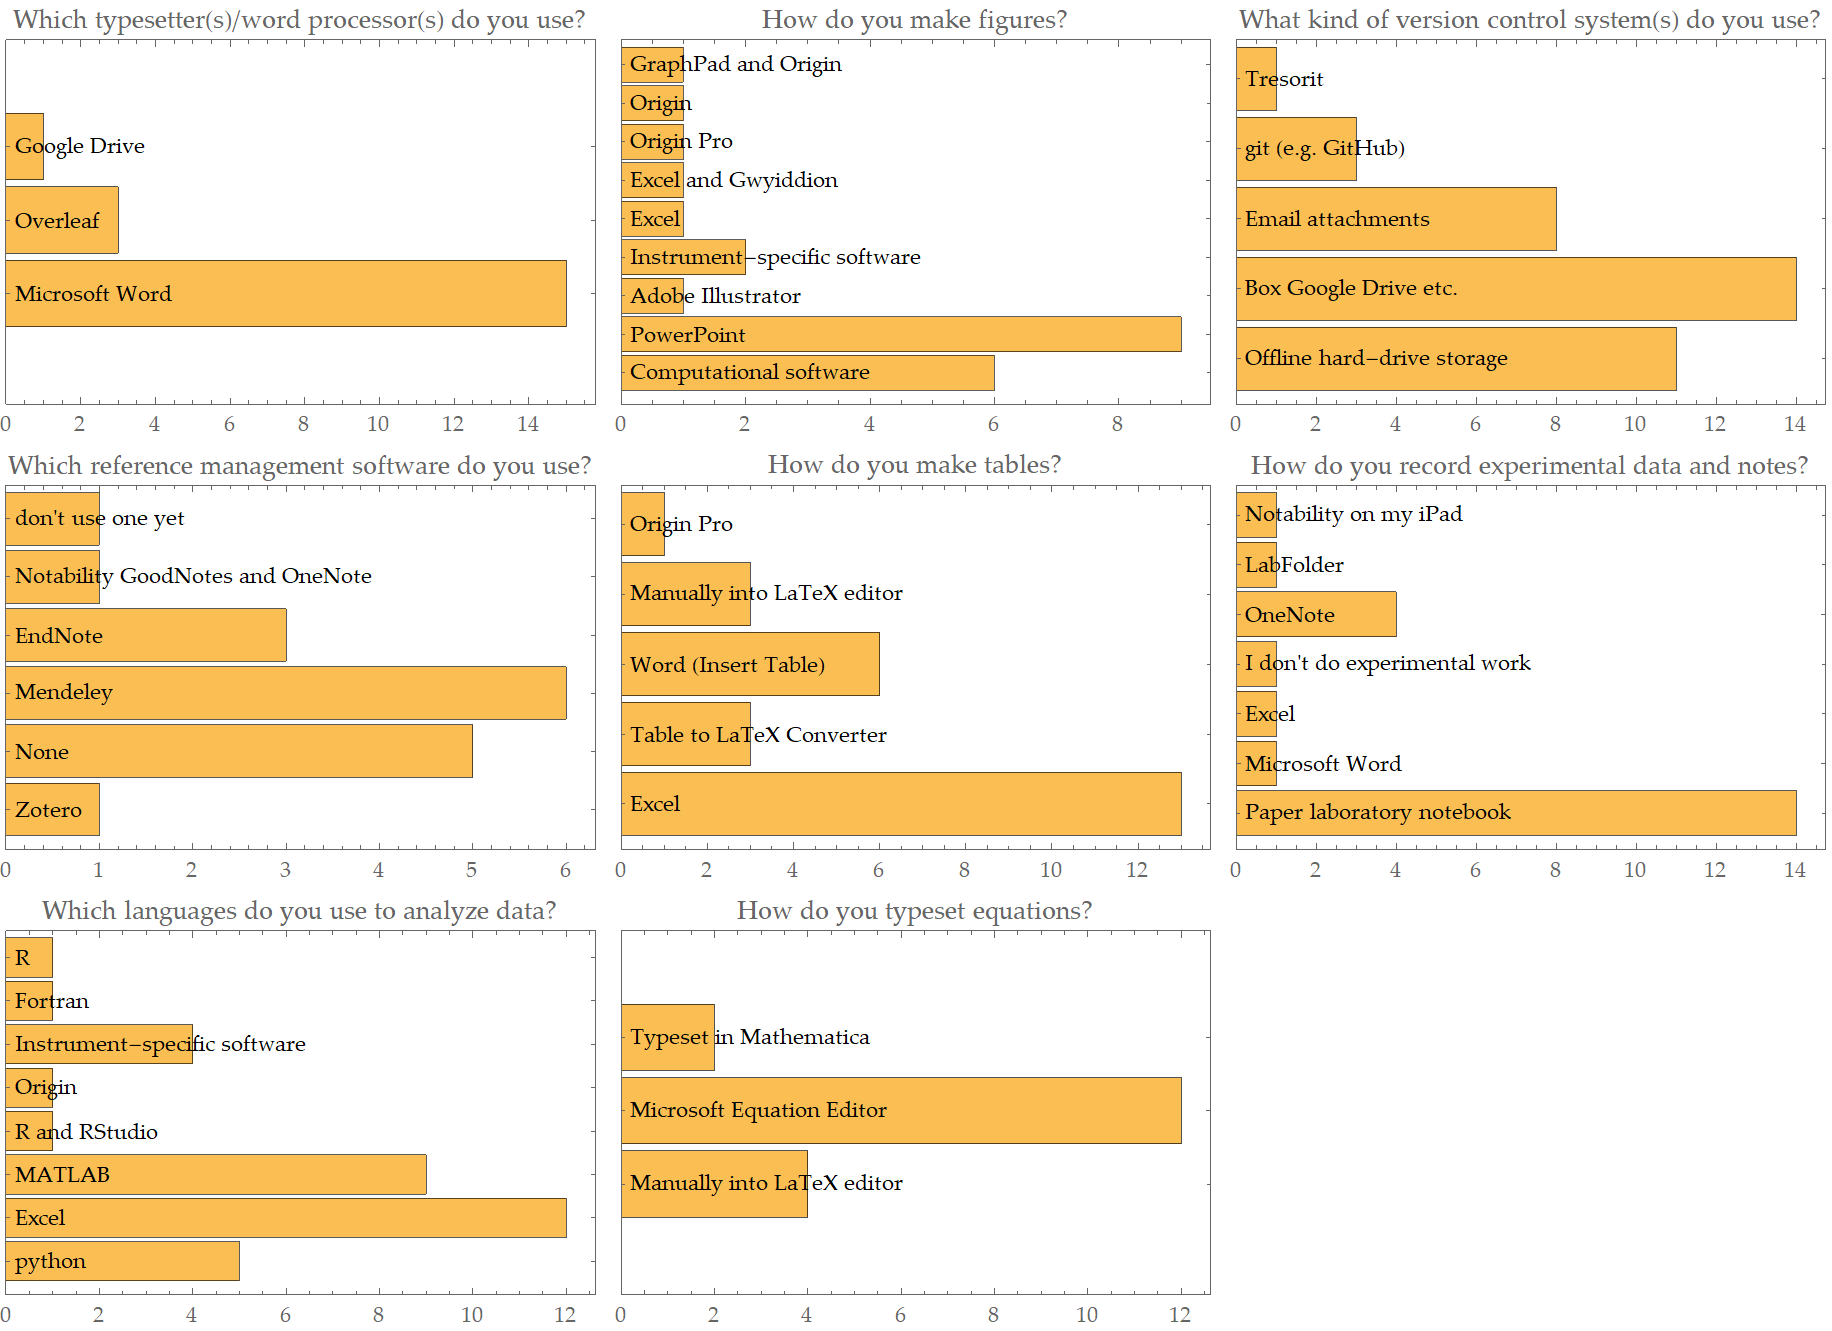 Which typesetter(s)/word processor(s) do you use?
Google Drive
Overleaf
Microsoft Word
0 2 4 6 8 10 12 14
How do you make figures?
GraphPad and Origin
Origin
Origin Pro
Excel and Gwyiddion
Excel
Instrument−specific software
Adobe Illustrator
PowerPoint
Computational software
0 2 4 6 8
What kind of version control system(s) do you use?
Tresorit
git (e.g. GitHub)
Email attachments
Box Google Drive etc.
Offline hard−drive storage
0 2 4 6 8 10 12 14
Which reference management software do you use?
don't use one yet
Notability GoodNotes and OneNote
EndNote
Mendeley
None
Zotero
0 1 2 3 4 5 6
How do you make tables?
Origin Pro
Manually into LaTeX editor
Word (Insert Table)
Table to LaTeX Converter
Excel
0 2 4 6 8 10 12
How do you record experimental data and notes?
Notability on my iPad
LabFolder
OneNote
I don't do experimental work
Excel
Microsoft Word
Paper laboratory notebook
0 2 4 6 8 10 12 14
Which languages do you use to analyze data?
R
Fortran
Instrument−specific software
Origin
R and RStudio
MATLAB
Excel
python
0 2 4 6 8 10 12
How do you typeset equations?
Typeset in Mathematica
Microsoft Equation Editor
Manually into LaTeX editor
0 2 4 6 8 10 12